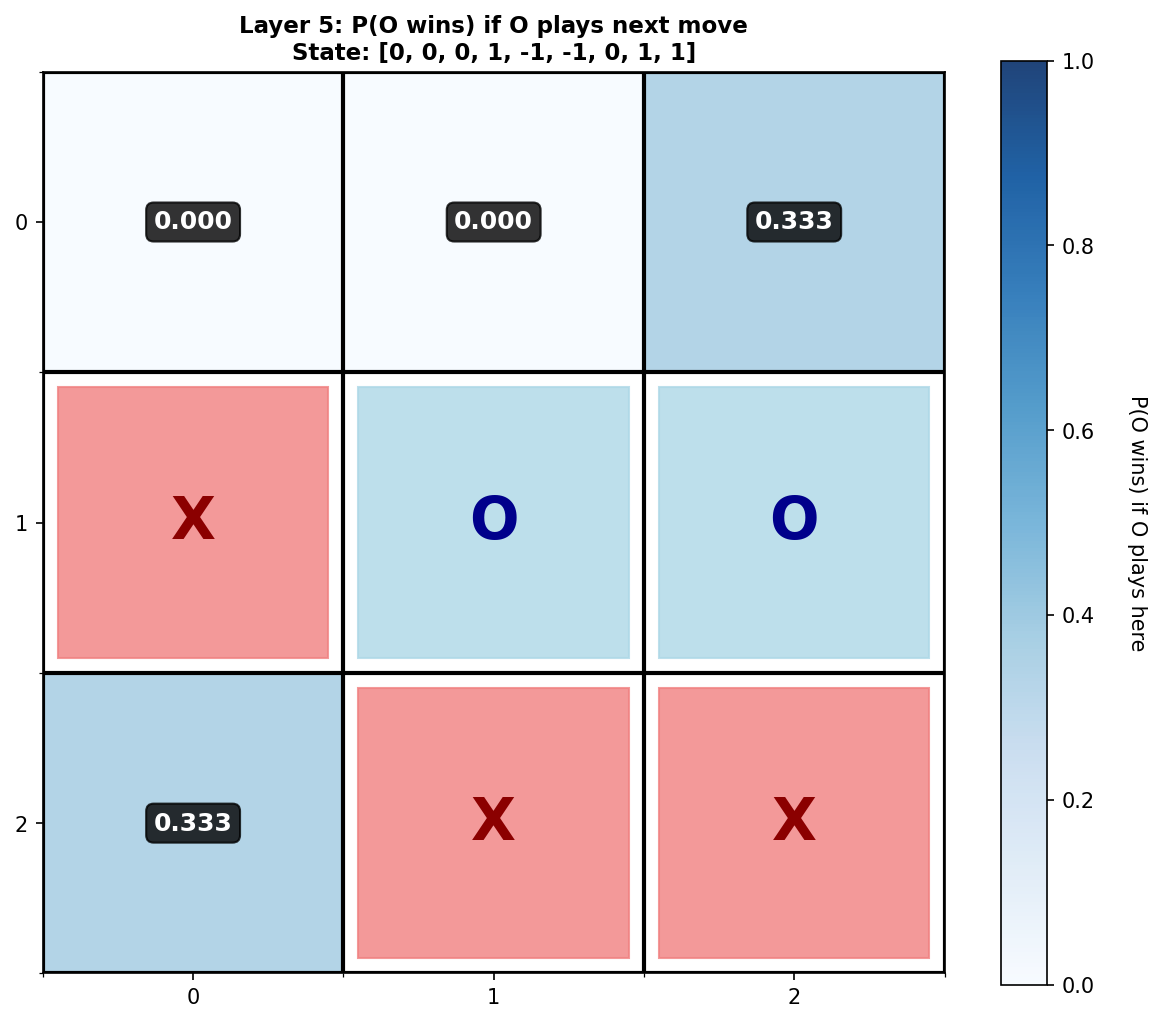 Layer 5: P(O wins) if O plays next move
State: [0, 0, 0, 1, -1, -1, 0, 1, 1]
0.000 0.000 0.333
X O O
0.333 X X
0
1
2
0 1 2
1.0
0.8
0.6
0.4
0.2
0.0
P(O wins) if O plays here